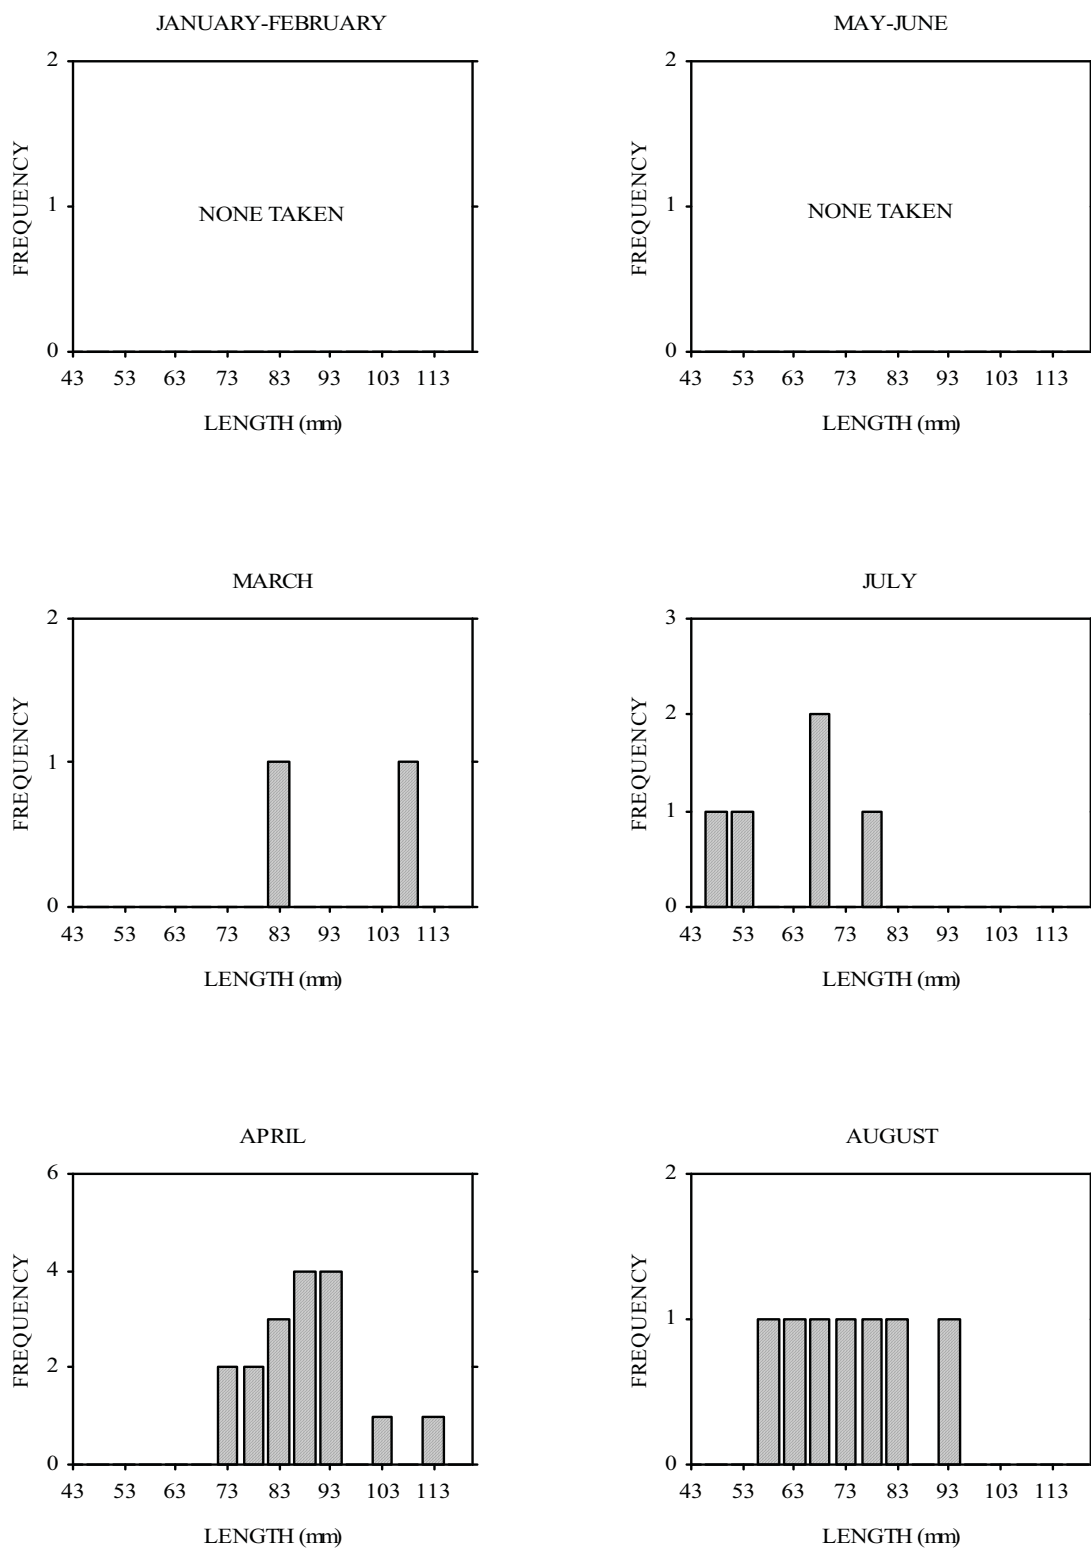 JANUARY-FEBRUARY
2
1
0
FREQUENCY
NONE TAKEN
43 53 63 73 83 93 103 113
LENGTH (mm)
MAY-JUNE
2
1
0
FREQUENCY
NONE TAKEN
43 53 63 73 83 93 103 113
LENGTH (mm)
MARCH
2
1
0
FREQUENCY
43 53 63 73 83 93 103 113
LENGTH (mm)
JULY
3
2
1
0
FREQUENCY
43 53 63 73 83 93 103 113
LENGTH (mm)
APRIL
6
4
2
0
FREQUENCY
43 53 63 73 83 93 103 113
LENGTH (mm)
AUGUST
2
1
0
FREQUENCY
43 53 63 73 83 93 103 113
LENGTH (mm)